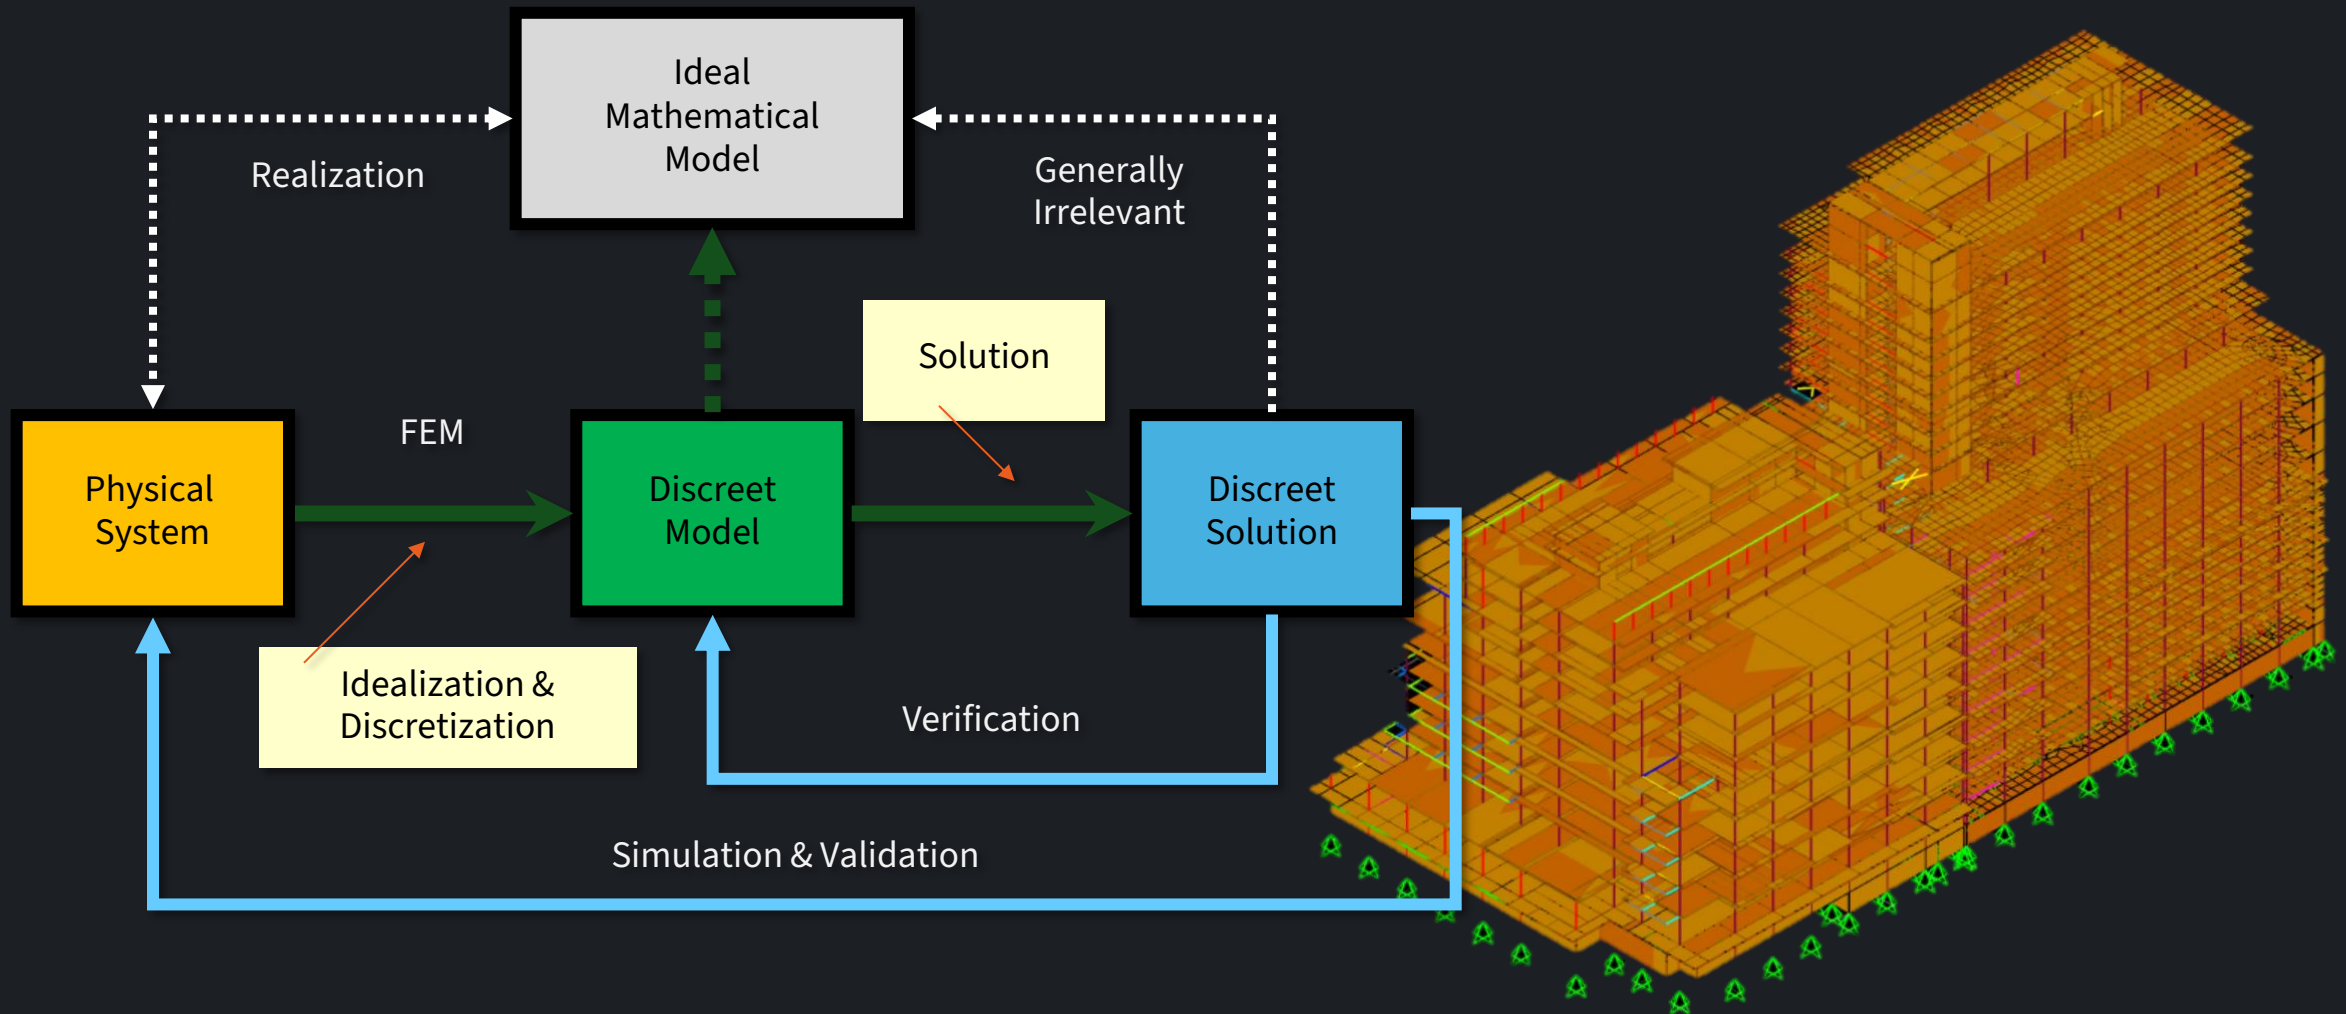 Ideal
Mathematical
Model
Realization
Generally
Irrelevant
Solution
FEM
Physical
System
Discreet
Model
Discreet
Solution
Idealization &
Discretization
Verification
Simulation & Validation